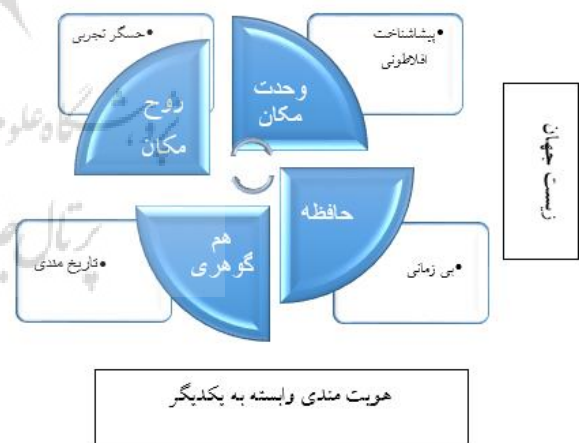 •پیشاشناخت
افلاطونی
•حسگر تجربی
وحدت
مکان
روح
مکان
حافظه
هم
گوهری
•بی زمانی
•تاریخ مندی
زیست جهان
هویت مندی وابسته به یکدیگر